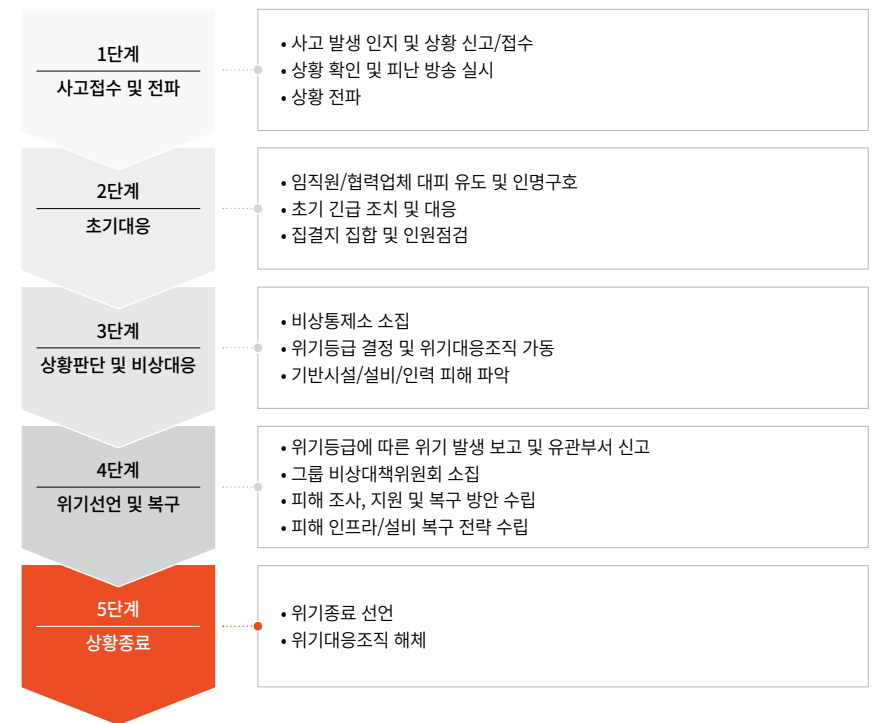 1단계
사고접수 및 전파
• 사고 발생 인지 및 상황 신고/접수
• 상황 확인 및 피난 방송 실시
• 상황 전파
2단계
초기대응
• 임직원/협력업체 대피 유도 및 인명구호
• 초기 긴급 조치 및 대응
• 집결지 집합 및 인원점검
3단계
상황판단 및 비상대응
• 비상통제소 소집
• 위기등급 결정 및 위기대응조직 가동
• 기반시설/설비/인력 피해 파악
4단계
위기선언 및 복구
• 위기등급에 따른 위기 발생 보고 및 유관부서 신고
• 그룹 비상대책위원회 소집
• 피해 조사, 지원 및 복구 방안 수립
• 피해 인프라/설비 복구 전략 수립
5단계
상황종료
• 위기종료 선언
• 위기대응조직 해체